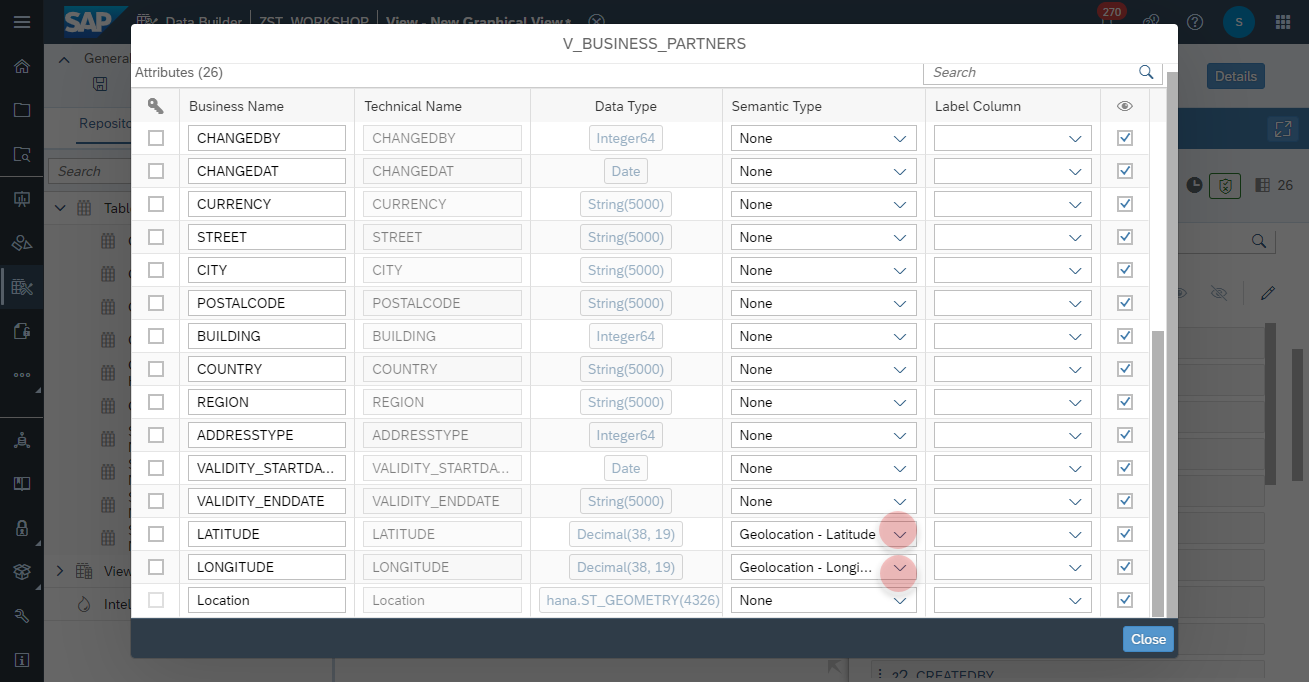 SAP
Data Builder
ZST_WORKSHOP
View - New Graphical View*
270
S
V_BUSINESS_PARTNERS
General
Details
Attributes (26)
Search
Business Name
Technical Name
Data Type
Semantic Type
Label Column
CHANGEDBY CHANGEDBY Integer64 None
CHANGEDAT CHANGEDAT Date None
CURRENCY CURRENCY String(5000) None
STREET STREET String(5000) None
CITY CITY String(5000) None
POSTALCODE POSTALCODE String(5000) None
BUILDING BUILDING Integer64 None
COUNTRY COUNTRY String(5000) None
REGION REGION String(5000) None
ADDRESSTYPE ADDRESSTYPE Integer64 None
VALIDITY_STARTDA... VALIDITY_STARTDA... Date None
VALIDITY_ENDDATE VALIDITY_ENDDATE String(5000) None
LATITUDE LATITUDE Decimal(38, 19) Geolocation - Latitude
LONGITUDE LONGITUDE Decimal(38, 19) Geolocation - Longi...
Location Location hana.ST_GEOMETRY(4326) None
Close
Search
26
CREATEDBY